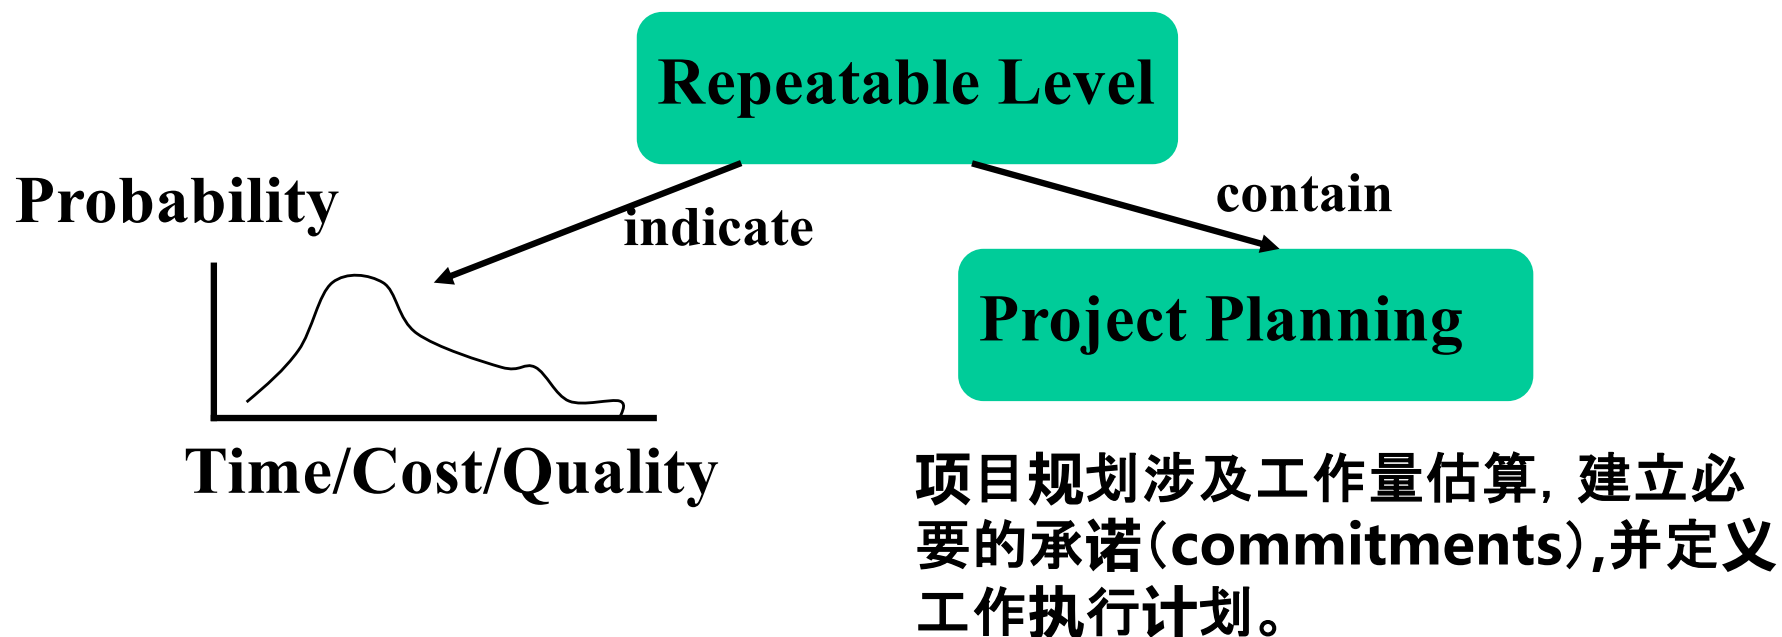 Repeatable Level
Probability
indicate
contain
Project Planning
Time/Cost/Quality
项目规划涉及工作量估算, 建立必
要的承诺(commitments),并定义
工作执行计划。